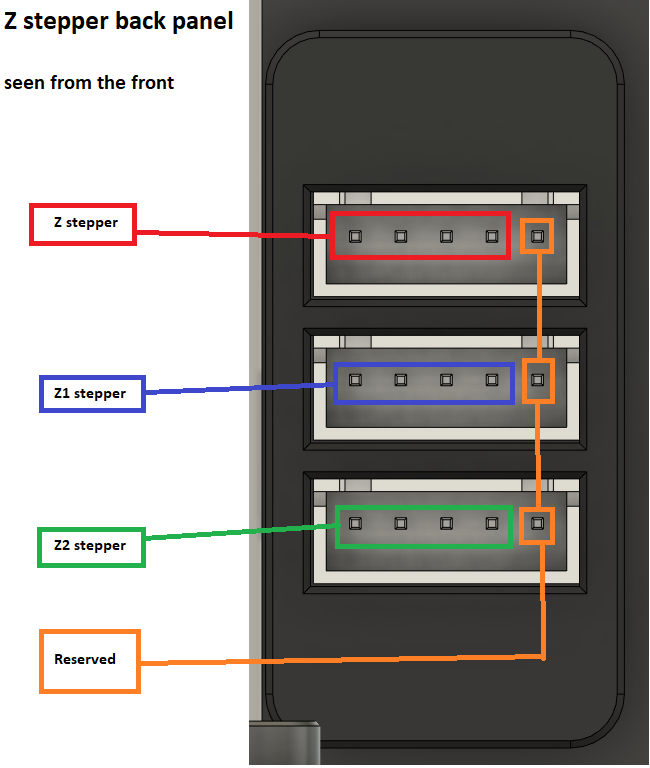 Z stepper back panel
seen from the front
Z stepper
Z1 stepper
Z2 stepper
Reserved